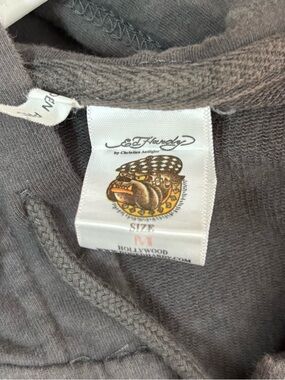 Ed Hardy
by Christian Audigier
SIZE
M
HOLLYWOOD